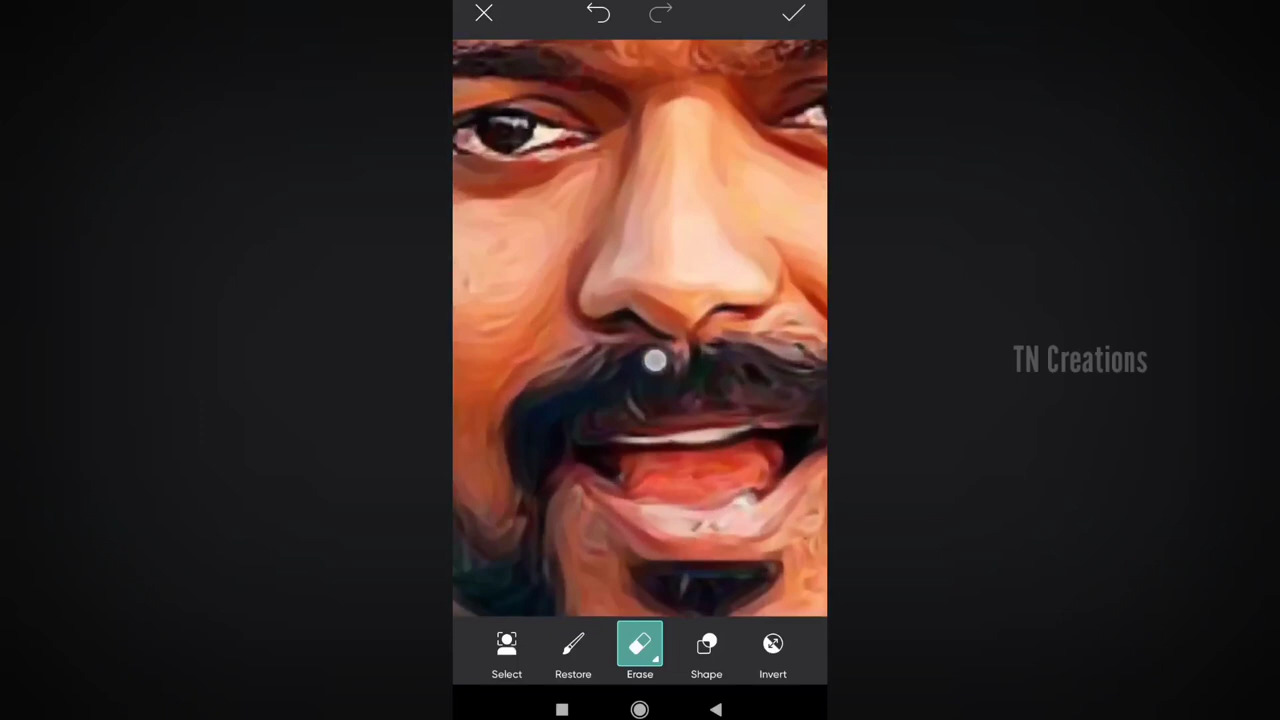 TN Creations
Select
Restore
Erase
Shape
Invert